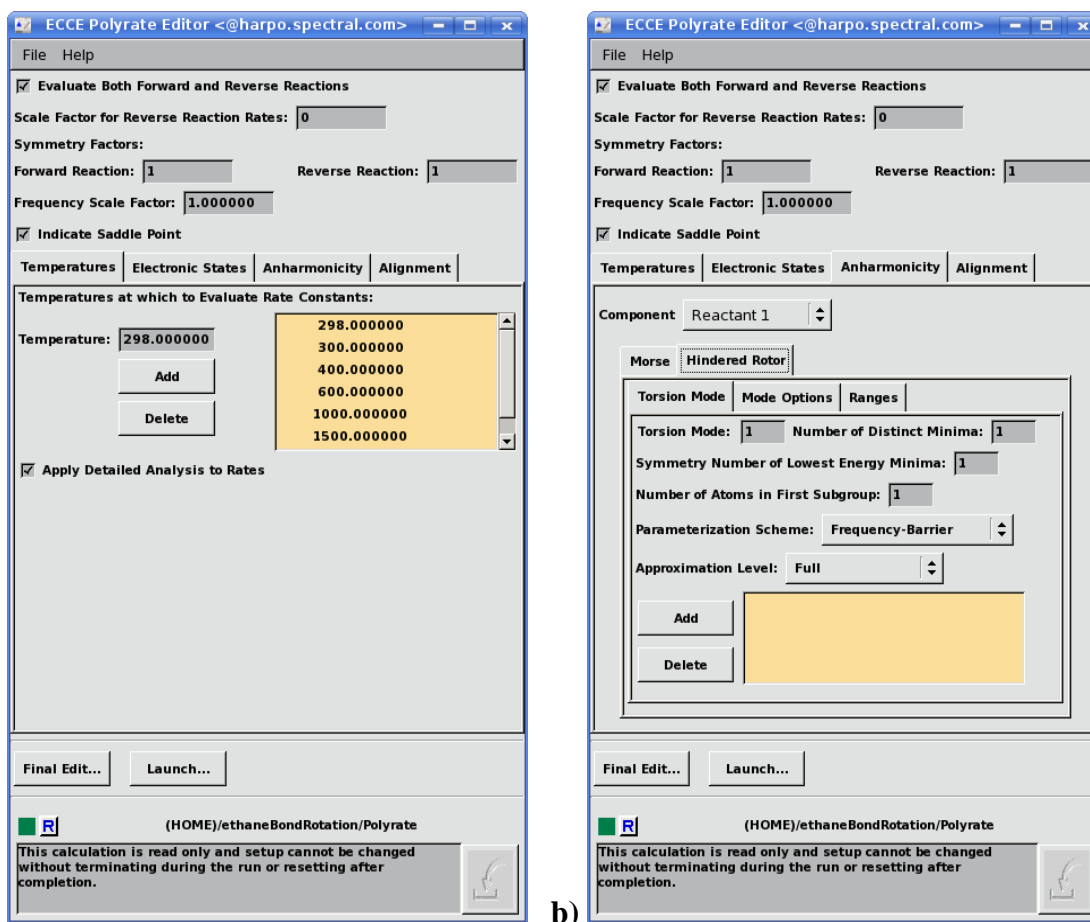 ECCE Polyrate Editor <@harpo.spectral.com>
File Help
Evaluate Both Forward and Reverse Reactions
Scale Factor for Reverse Reaction Rates: 0
Symmetry Factors:
Forward Reaction: 1 Reverse Reaction: 1
Frequency Scale Factor: 1.000000
Indicate Saddle Point
Temperatures Electronic States Anharmonicity Alignment
Temperatures at which to Evaluate Rate Constants:
Temperature: 298.000000
Add
Delete
298.000000
300.000000
400.000000
600.000000
1000.000000
1500.000000
Apply Detailed Analysis to Rates
Final Edit... Launch...
R (HOME)/ethaneBondRotation/Polyrate
This calculation is read only and setup cannot be changed
without terminating during the run or resetting after
completion.
b)
ECCE Polyrate Editor <@harpo.spectral.com>
File Help
Evaluate Both Forward and Reverse Reactions
Scale Factor for Reverse Reaction Rates: 0
Symmetry Factors:
Forward Reaction: 1 Reverse Reaction: 1
Frequency Scale Factor: 1.000000
Indicate Saddle Point
Temperatures Electronic States Anharmonicity Alignment
Component Reactant 1
Morse Hindered Rotor
Torsion Mode Mode Options Ranges
Torsion Mode: 1 Number of Distinct Minima: 1
Symmetry Number of Lowest Energy Minima: 1
Number of Atoms in First Subgroup: 1
Parameterization Scheme: Frequency-Barrier
Approximation Level: Full
Add
Delete
Final Edit... Launch...
R (HOME)/ethaneBondRotation/Polyrate
This calculation is read only and setup cannot be changed
without terminating during the run or resetting after
completion.